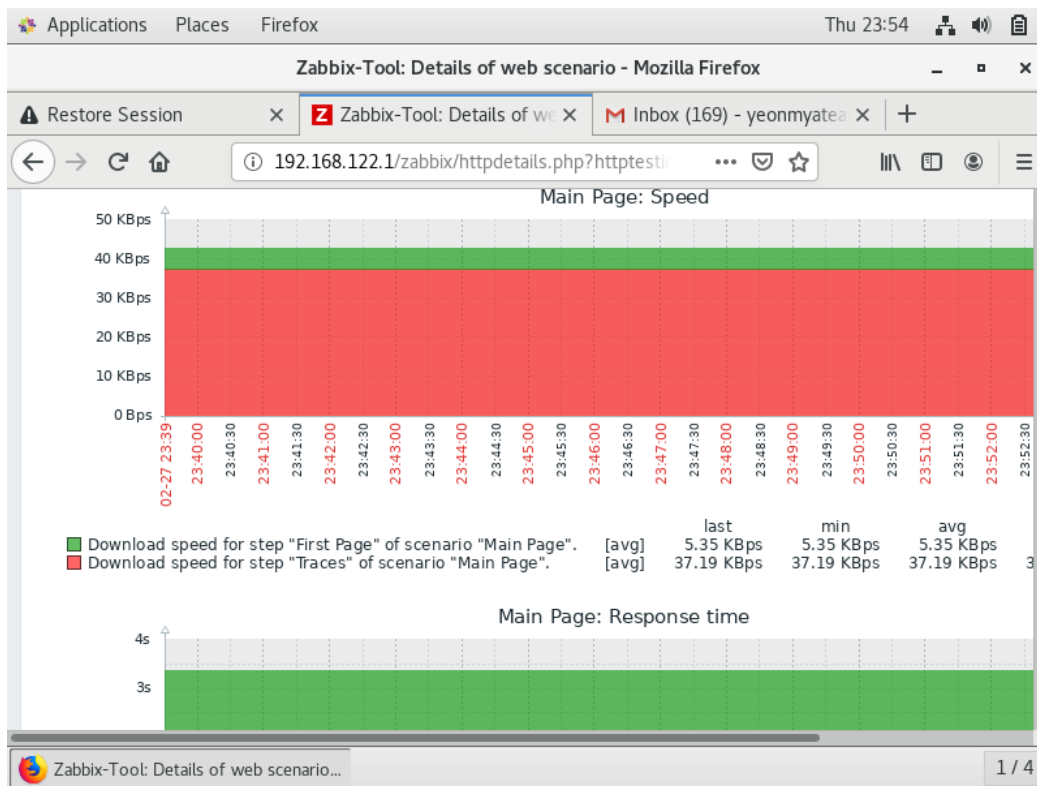 Applications Places Firefox Thu 23:54
Zabbix-Tool: Details of web scenario - Mozilla Firefox
Restore Session Z Zabbix-Tool: Details of we Inbox (169) - yeonmyatea
192.168.122.1/zabbix/httpdetails.php?httptesti
Main Page: Speed
50 KBps
40 KBps
30 KBps
20 KBps
10 KBps
0 Bps
02-27 23:39 23:40:00 23:40:30 23:41:00 23:41:30 23:42:00 23:42:30 23:43:00 23:43:30 23:44:00 23:44:30 23:45:00 23:45:30 23:46:00 23:46:30 23:47:00 23:47:30 23:48:00 23:48:30 23:49:00 23:49:30 23:50:00 23:50:30 23:51:00 23:51:30 23:52:00 23:52:30
last min avg
Download speed for step "First Page" of scenario "Main Page". [avg] 5.35 KBps 5.35 KBps 5.35 KBps
Download speed for step "Traces" of scenario "Main Page". [avg] 37.19 KBps 37.19 KBps 37.19 KBps 3
Main Page: Response time
4s
3s
Zabbix-Tool: Details of web scenario... 1 / 4